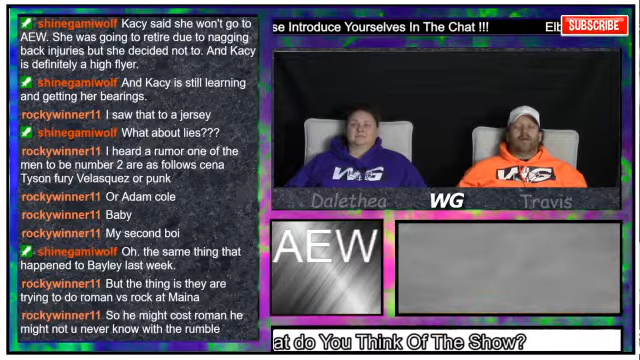 shinegamiwolf Kacy said she won't go to
AEW. She was going to retire due to nagging
back injuries but she decided not to. And Kacy
is definitely a high flyer.
shinegamiwolf And Kacy is still learning
and getting her bearings.
rockywinner11 I saw that to a jersey
shinegamiwolf What about lies???
rockywinner11 I heard a rumor one of the
men to be number 2 are as follows cena
Tyson fury Velasquez or punk
rockywinner11 Or Adam cole
rockywinner11 Baby
rockywinner11 My second boi
shinegamiwolf Oh. the same thing that
happened to Bayley last week.
rockywinner11 But the thing is they are
trying to do roman vs rock at Maina
rockywinner11 So he might cost roman he
might not u never know with the rumble
se Introduce Yourselves In The Chat !!!
Elb
SUBSCRIBE
WG
WG
Dalethea
WG
Travis
AEW
at do You Think Of The Show?